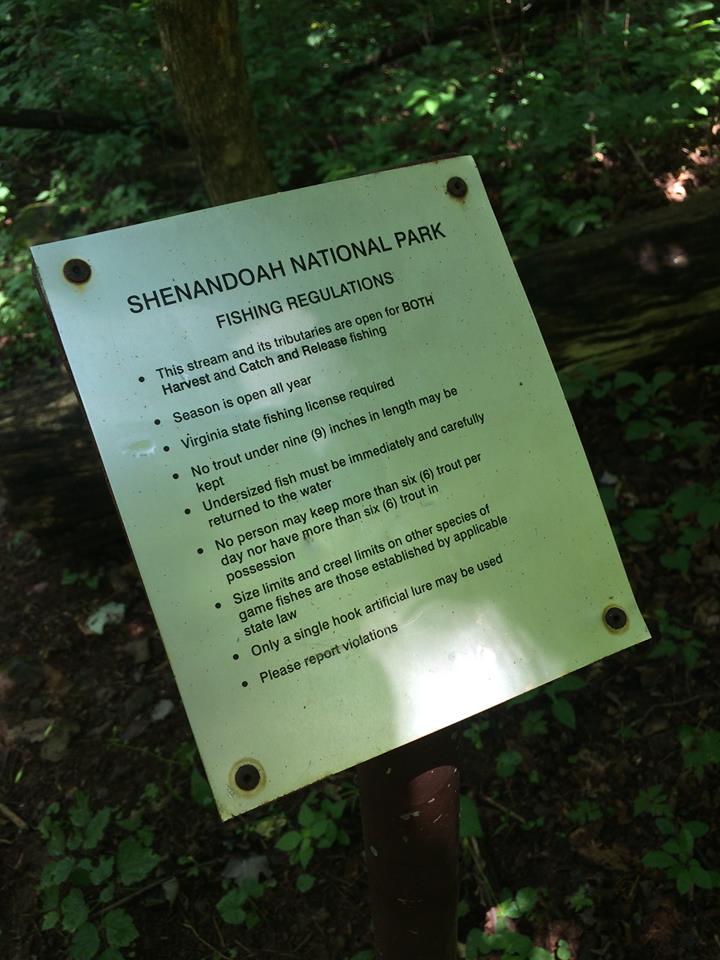 SHENANDOAH NATIONAL PARK
FISHING REGULATIONS
• This stream and its tributaries are open for BOTH
Harvest and Catch and Release fishing
• Season is open all year
• Virginia state fishing license required
• No trout under nine (9) inches in length may be
kept
• Undersized fish must be immediately and carefully
returned to the water
• No person may keep more than six (6) trout per
day nor have more than six (6) trout in
possession
• Size limits and creel limits on other species of
game fishes are those established by applicable
state law
• Only a single hook artificial lure may be used
• Please report violations